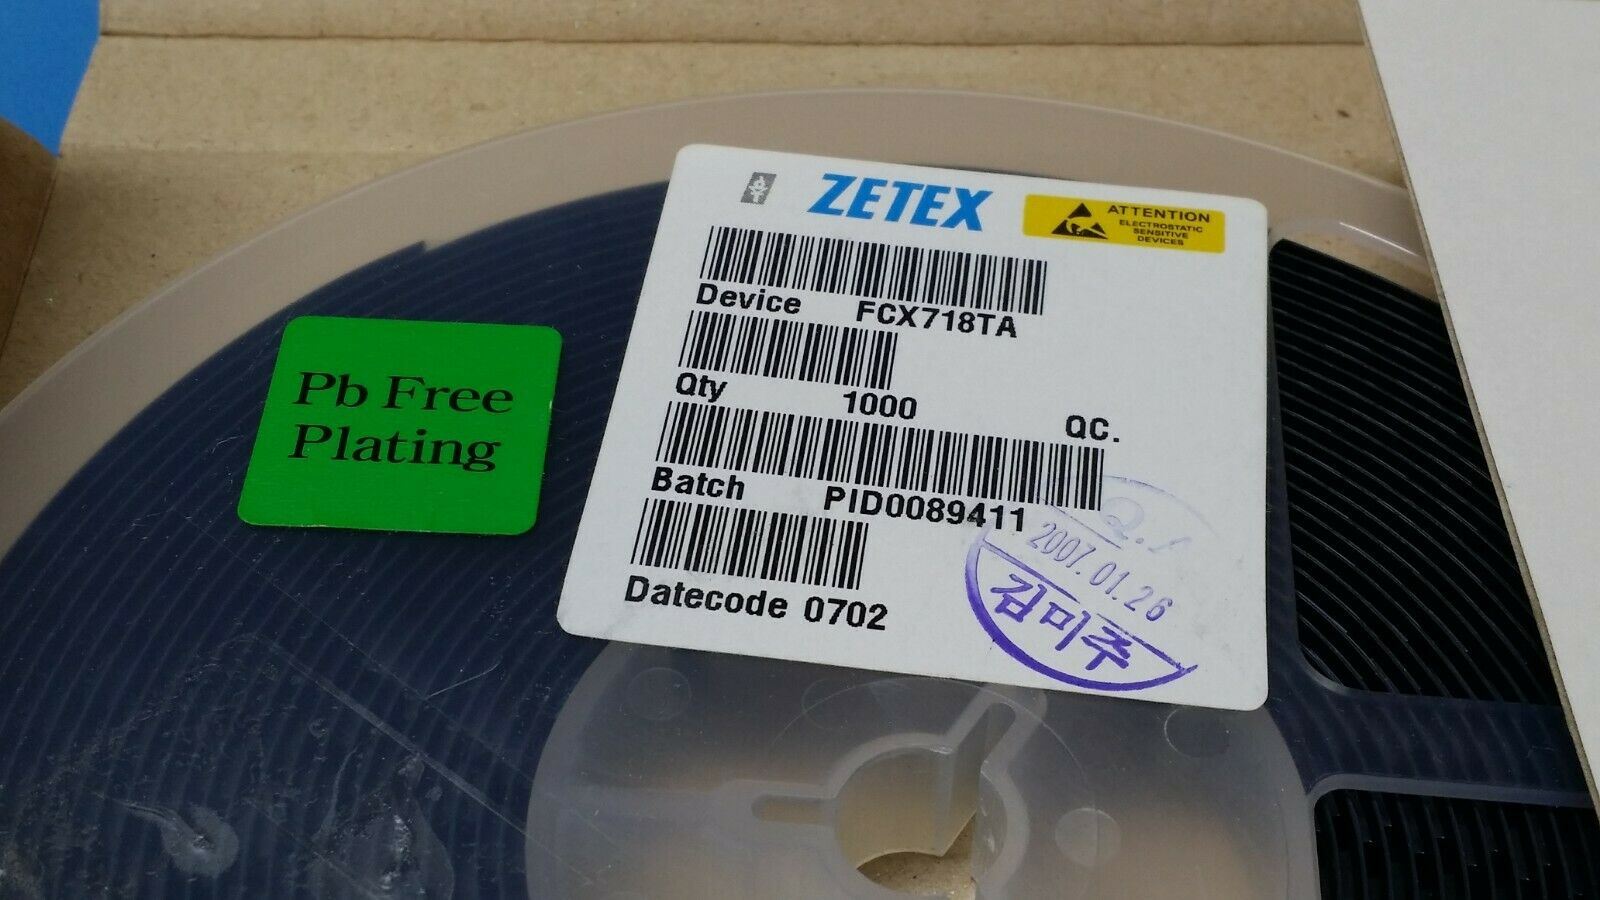 ZETEX
ATTENTION
ELECTROSTATIC
SENSITIVE
DEVICES
Device FCX718TA
Qty 1000 QC.
Batch PID0089411
Datecode 0702
2007.01.26
김미주
Pb Free
Plating